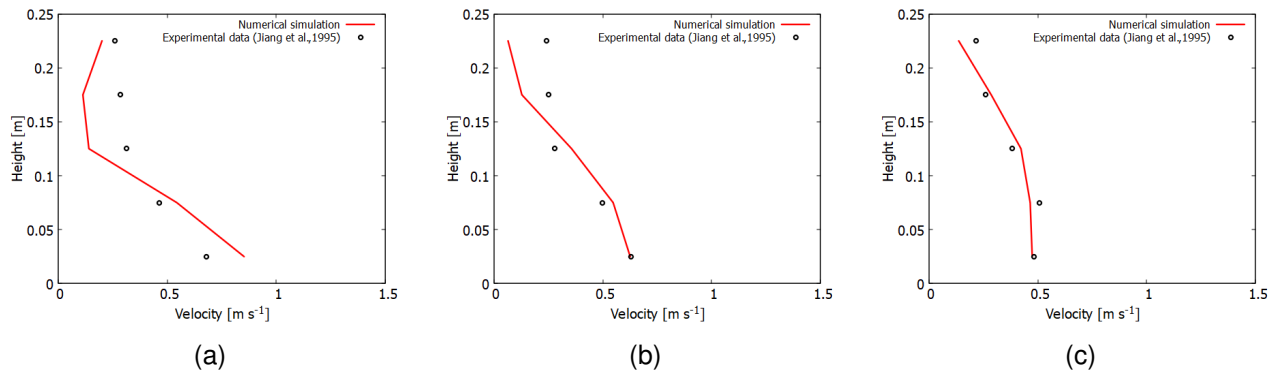 0.25
0.2
0.15
0.1
0.05
0
0
0.5
1
1.5
Height [m]
Velocity [m s⁻¹]
Numerical simulation
Experimental data (Jiang et al.,1995)
(a)
0.25
0.2
0.15
0.1
0.05
0
0
0.5
1
1.5
Height [m]
Velocity [m s⁻¹]
Numerical simulation
Experimental data (Jiang et al.,1995)
(b)
0.25
0.2
0.15
0.1
0.05
0
0
0.5
1
1.5
Height [m]
Velocity [m s⁻¹]
Numerical simulation
Experimental data (Jiang et al.,1995)
(c)